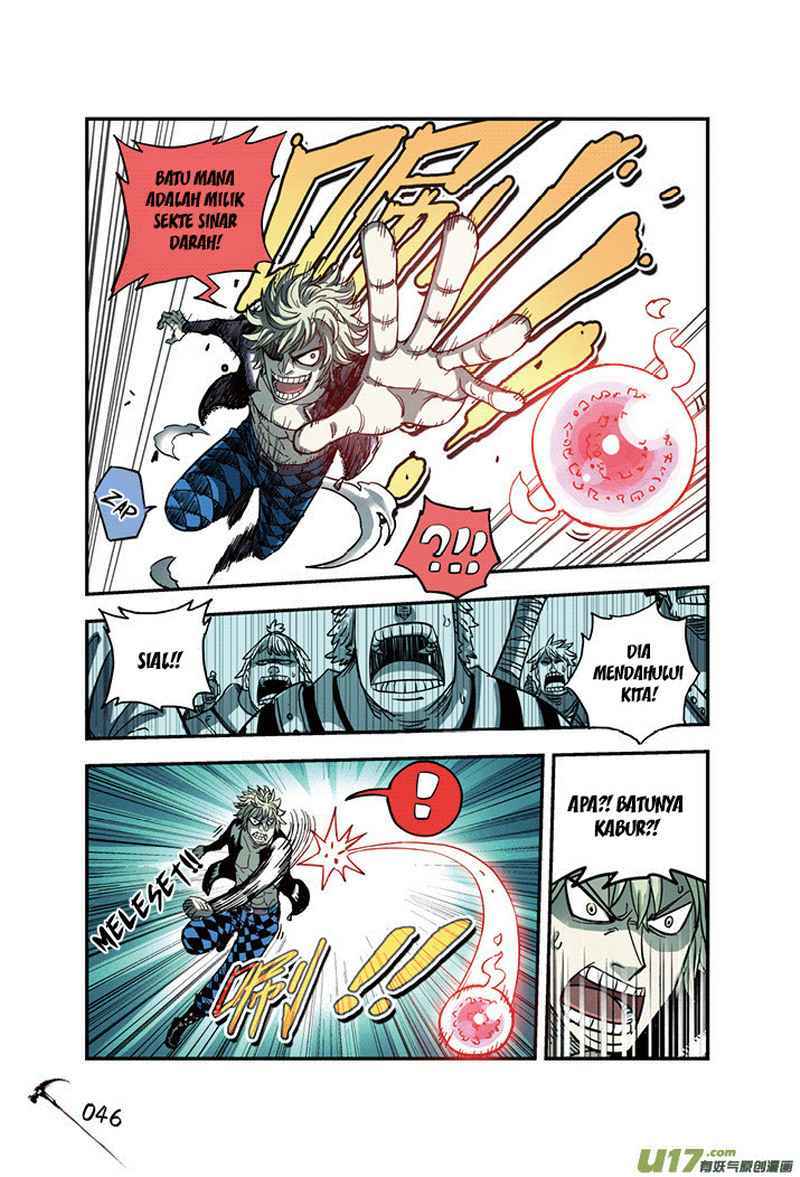 BATU MANA
ADALAH MILIK
SEKTE SINAR
DARAH!
ZAP
?!!!
SIAL!!
DIA
MENDAHULUI
KITA!
!
MELESET!!!
!!
APA?! BATUNYA
KABUR?!
046
U17.com
有妖气原创漫画